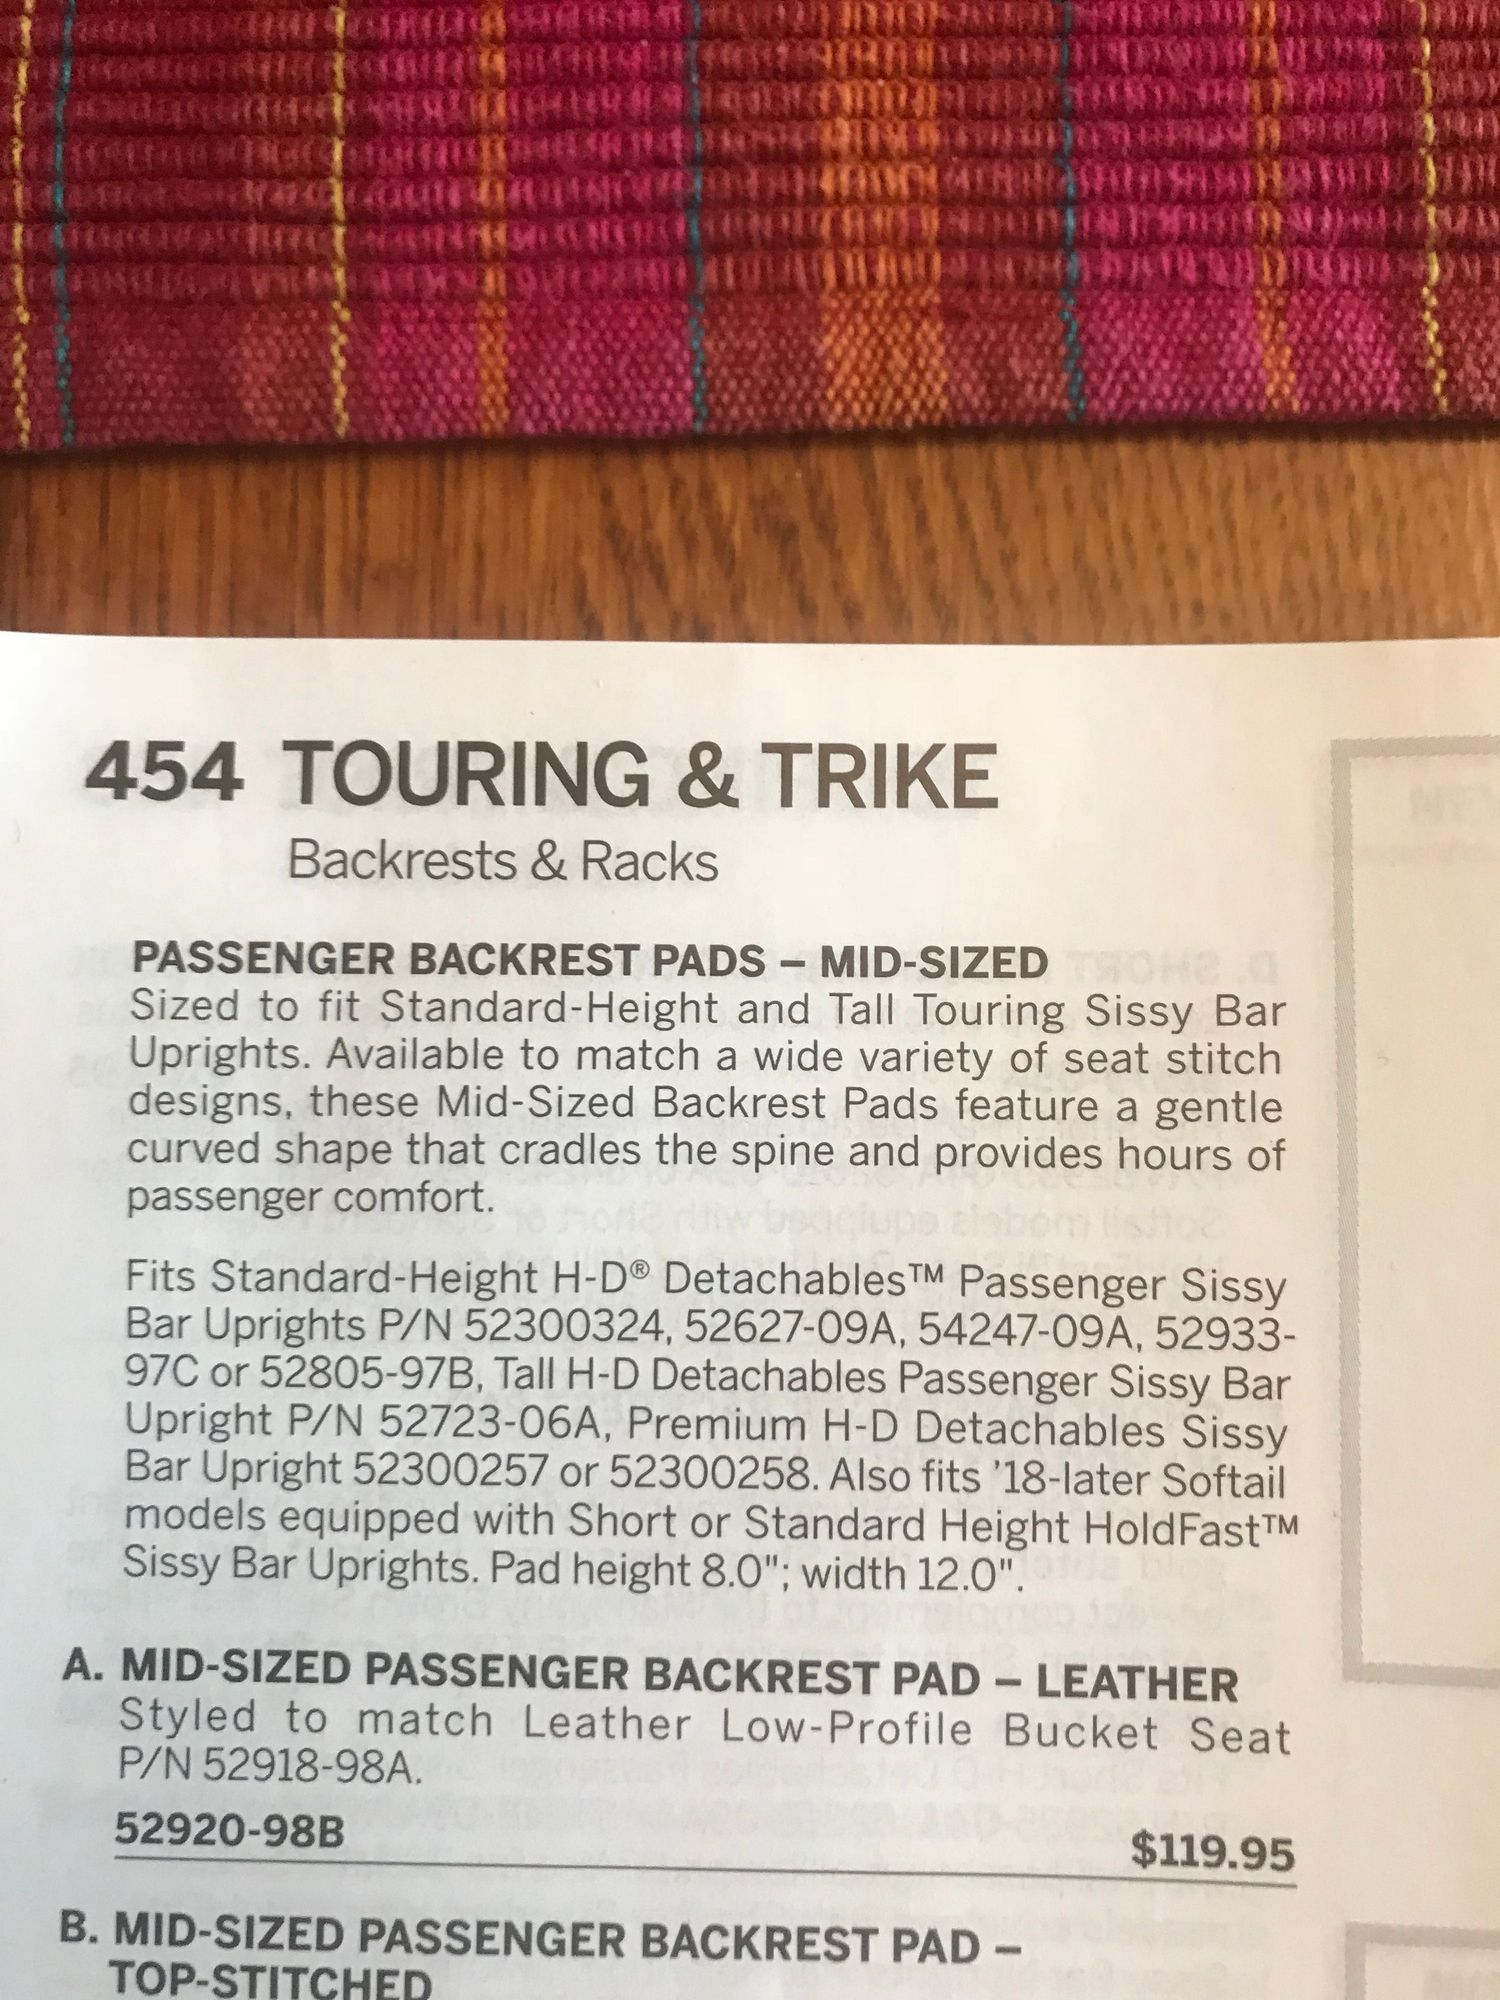 454 TOURING & TRIKE
Backrests & Racks
PASSENGER BACKREST PADS – MID-SIZED
Sized to fit Standard-Height and Tall Touring Sissy Bar
Uprights. Available to match a wide variety of seat stitch
designs, these Mid-Sized Backrest Pads feature a gentle
curved shape that cradles the spine and provides hours of
passenger comfort.
Fits Standard-Height H-D® Detachables™ Passenger Sissy
Bar Uprights P/N 52300324, 52627-09A, 54247-09A, 52933-
97C or 52805-97B, Tall H-D Detachables Passenger Sissy Bar
Upright P/N 52723-06A, Premium H-D Detachables Sissy
Bar Upright 52300257 or 52300258. Also fits '18-later Softail
models equipped with Short or Standard Height HoldFast™
Sissy Bar Uprights. Pad height 8.0"; width 12.0".
A. MID-SIZED PASSENGER BACKREST PAD – LEATHER
Styled to match Leather Low-Profile Bucket Seat
P/N 52918-98A.
52920-98B $119.95
B. MID-SIZED PASSENGER BACKREST PAD –
TOP-STITCHED